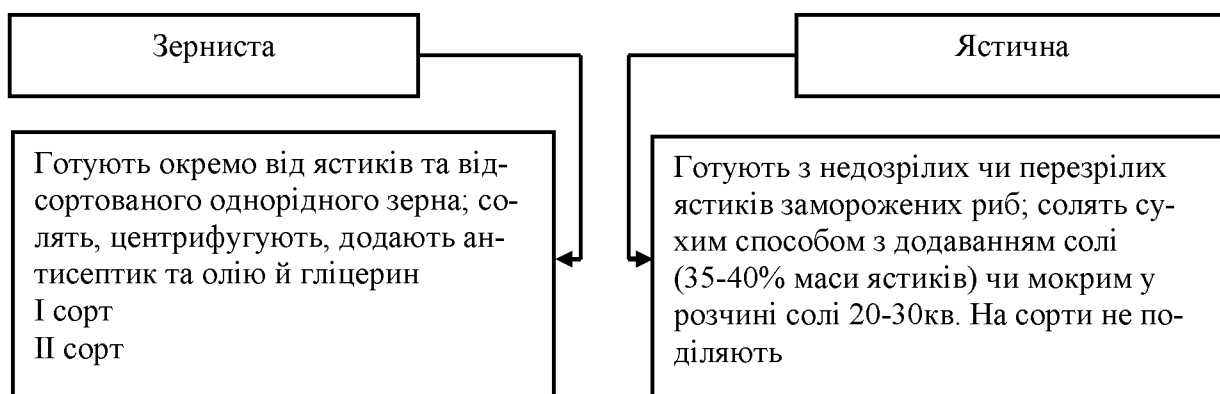 Зерниста
Ястична
Готують окремо від ястиків та від-
сортованого однорідного зерна; со-
лять, центрифугують, додають ан-
тисептик та олію й гліцерин
I сорт
II сорт
Готують з недозрілих чи перезрілих
ястиків заморожених риб; солять су-
хим способом з додаванням солі
(35-40% маси ястиків) чи мокрим у
розчині солі 20-30кв. На сорти не по-
діляють